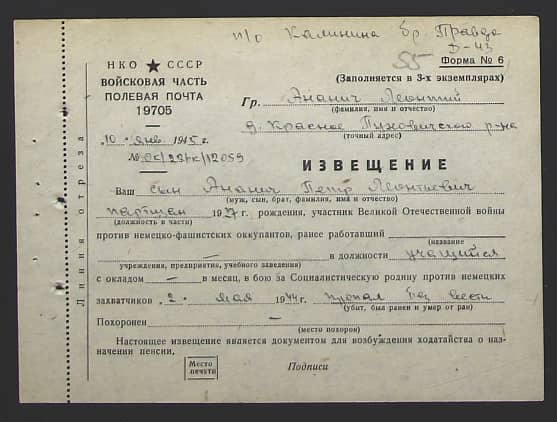 п/о Калинина бр. Правда
55 Д-43
НКО ★ СССР
ВОЙСКОВАЯ ЧАСТЬ
ПОЛЕВАЯ ПОЧТА
19705
Форма № 6
(Заполняется в 3-х экземплярах)
Гр. Ананич Леонтий
(фамилия, имя и отчество)
д. Красное Пуховичского р-на
(точный адрес)
"10" янв 1945 г.
Линия отреза
ИЗВЕЩЕНИЕ
Ваш сын Ананич Петр Леонтьевич
(муж, сын, брат, фамилия, имя и отчество)
партизан 1927 г. рождения, участник Великой Отечественной войны
(должность в части)
против немецко-фашистских оккупантов, ранее работавший
(название
— в должности учащийся
учреждения, предприятия, учебного заведения)
с окладом — в месяц, в бою за Социалистическую родину против немецких
захватчиков "2" мая 1944 г. пропал без вести
(убит, был ранен и умер от ран)
Похоронен —
(место похорон)
Настоящее извещение является документом для возбуждения ходатайства о наз-
начении пенсии.
Место
печати
Подписи